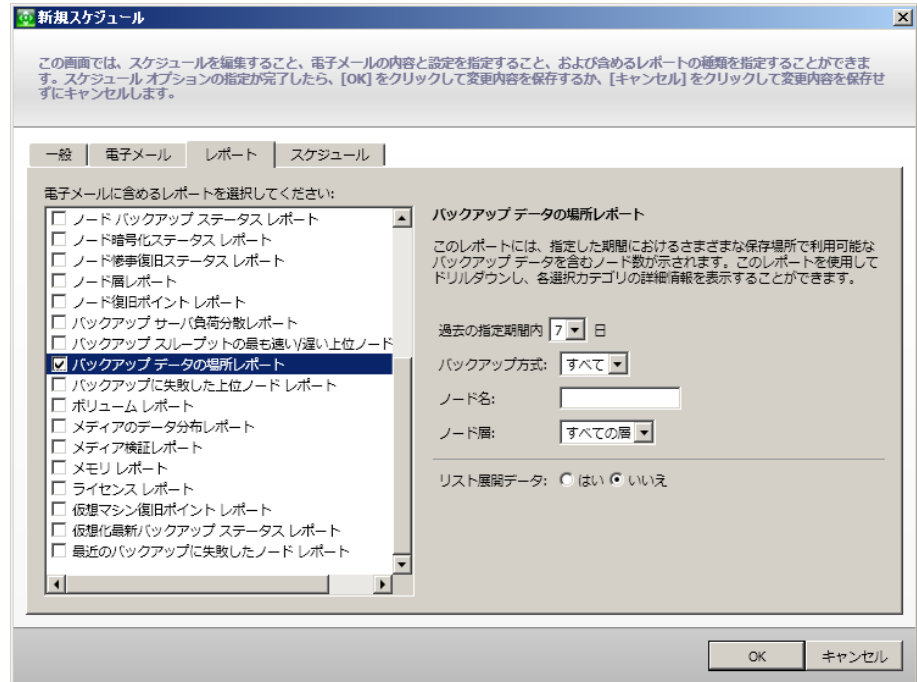 新規スケジュール
この画面では、スケジュールを編集すること、電子メールの内容と設定を指定すること、および含めるレポートの種類を指定することができま
す。スケジュール オプションの指定が完了したら、[OK] をクリックして変更内容を保存するか、[キャンセル] をクリックして変更内容を保存せ
ずにキャンセルします。
一般 電子メール レポート スケジュール
電子メールに含めるレポートを選択してください:
ノード バックアップ ステータス レポート
ノード暗号化ステータス レポート
ノード惨事復旧ステータス レポート
ノード層レポート
ノード復旧ポイント レポート
バックアップ サーバ負荷分散レポート
バックアップ スループットの最も速い/遅い上位ノード
バックアップ データの場所レポート
バックアップに失敗した上位ノード レポート
ボリューム レポート
メディアのデータ分布レポート
メディア検証レポート
メモリ レポート
ライセンス レポート
仮想マシン復旧ポイント レポート
仮想化最新バックアップ ステータス レポート
最近のバックアップに失敗したノード レポート
バックアップ データの場所レポート
このレポートには、指定した期間におけるさまざまな保存場所で利用可能な
バックアップ データを含むノード数が示されます。このレポートを使用して
ドリルダウンし、各選択カテゴリの詳細情報を表示することができます。
過去の指定期間内 7 日
バックアップ方式: すべて
ノード名:
ノード層: すべての層
リスト展開データ: はい いいえ
OK キャンセル